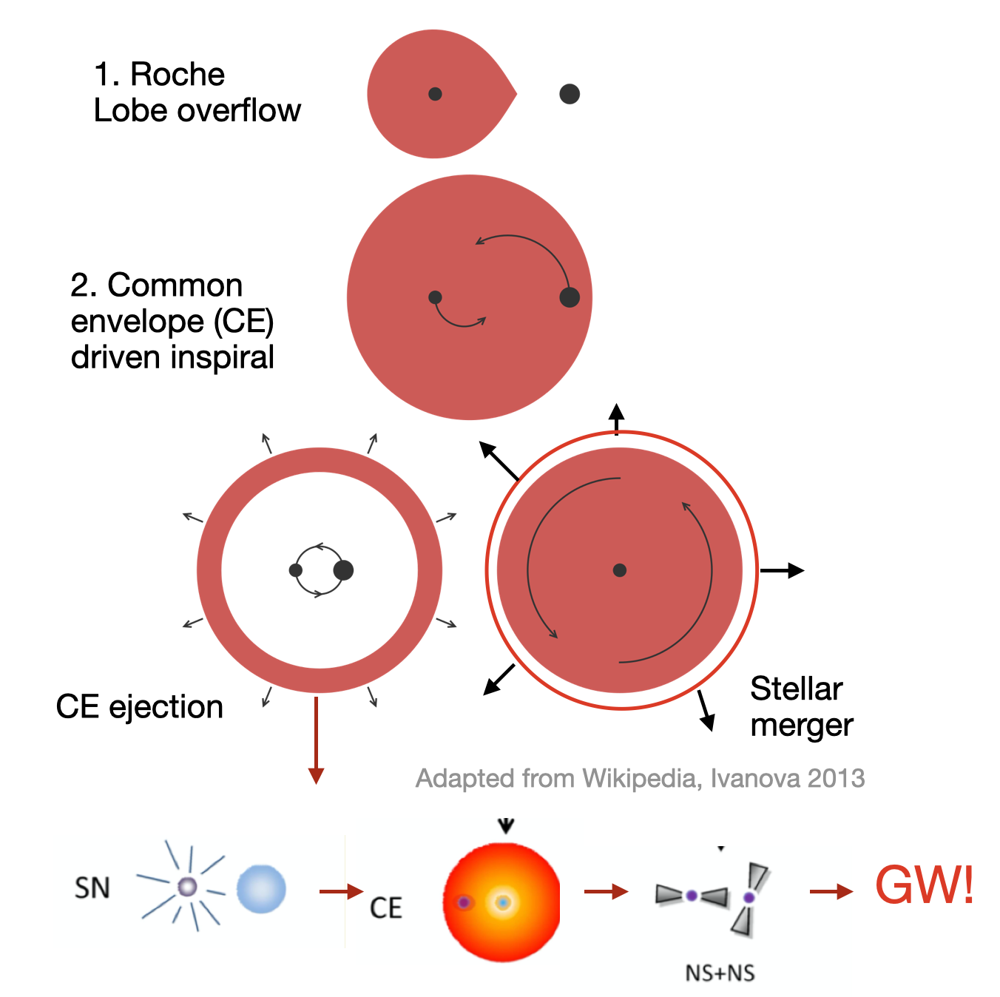 1. Roche
Lobe overflow
2. Common
envelope (CE)
driven inspiral
CE ejection
Stellar
merger
Adapted from Wikipedia, Ivanova 2013
SN
CE
NS+NS
GW!